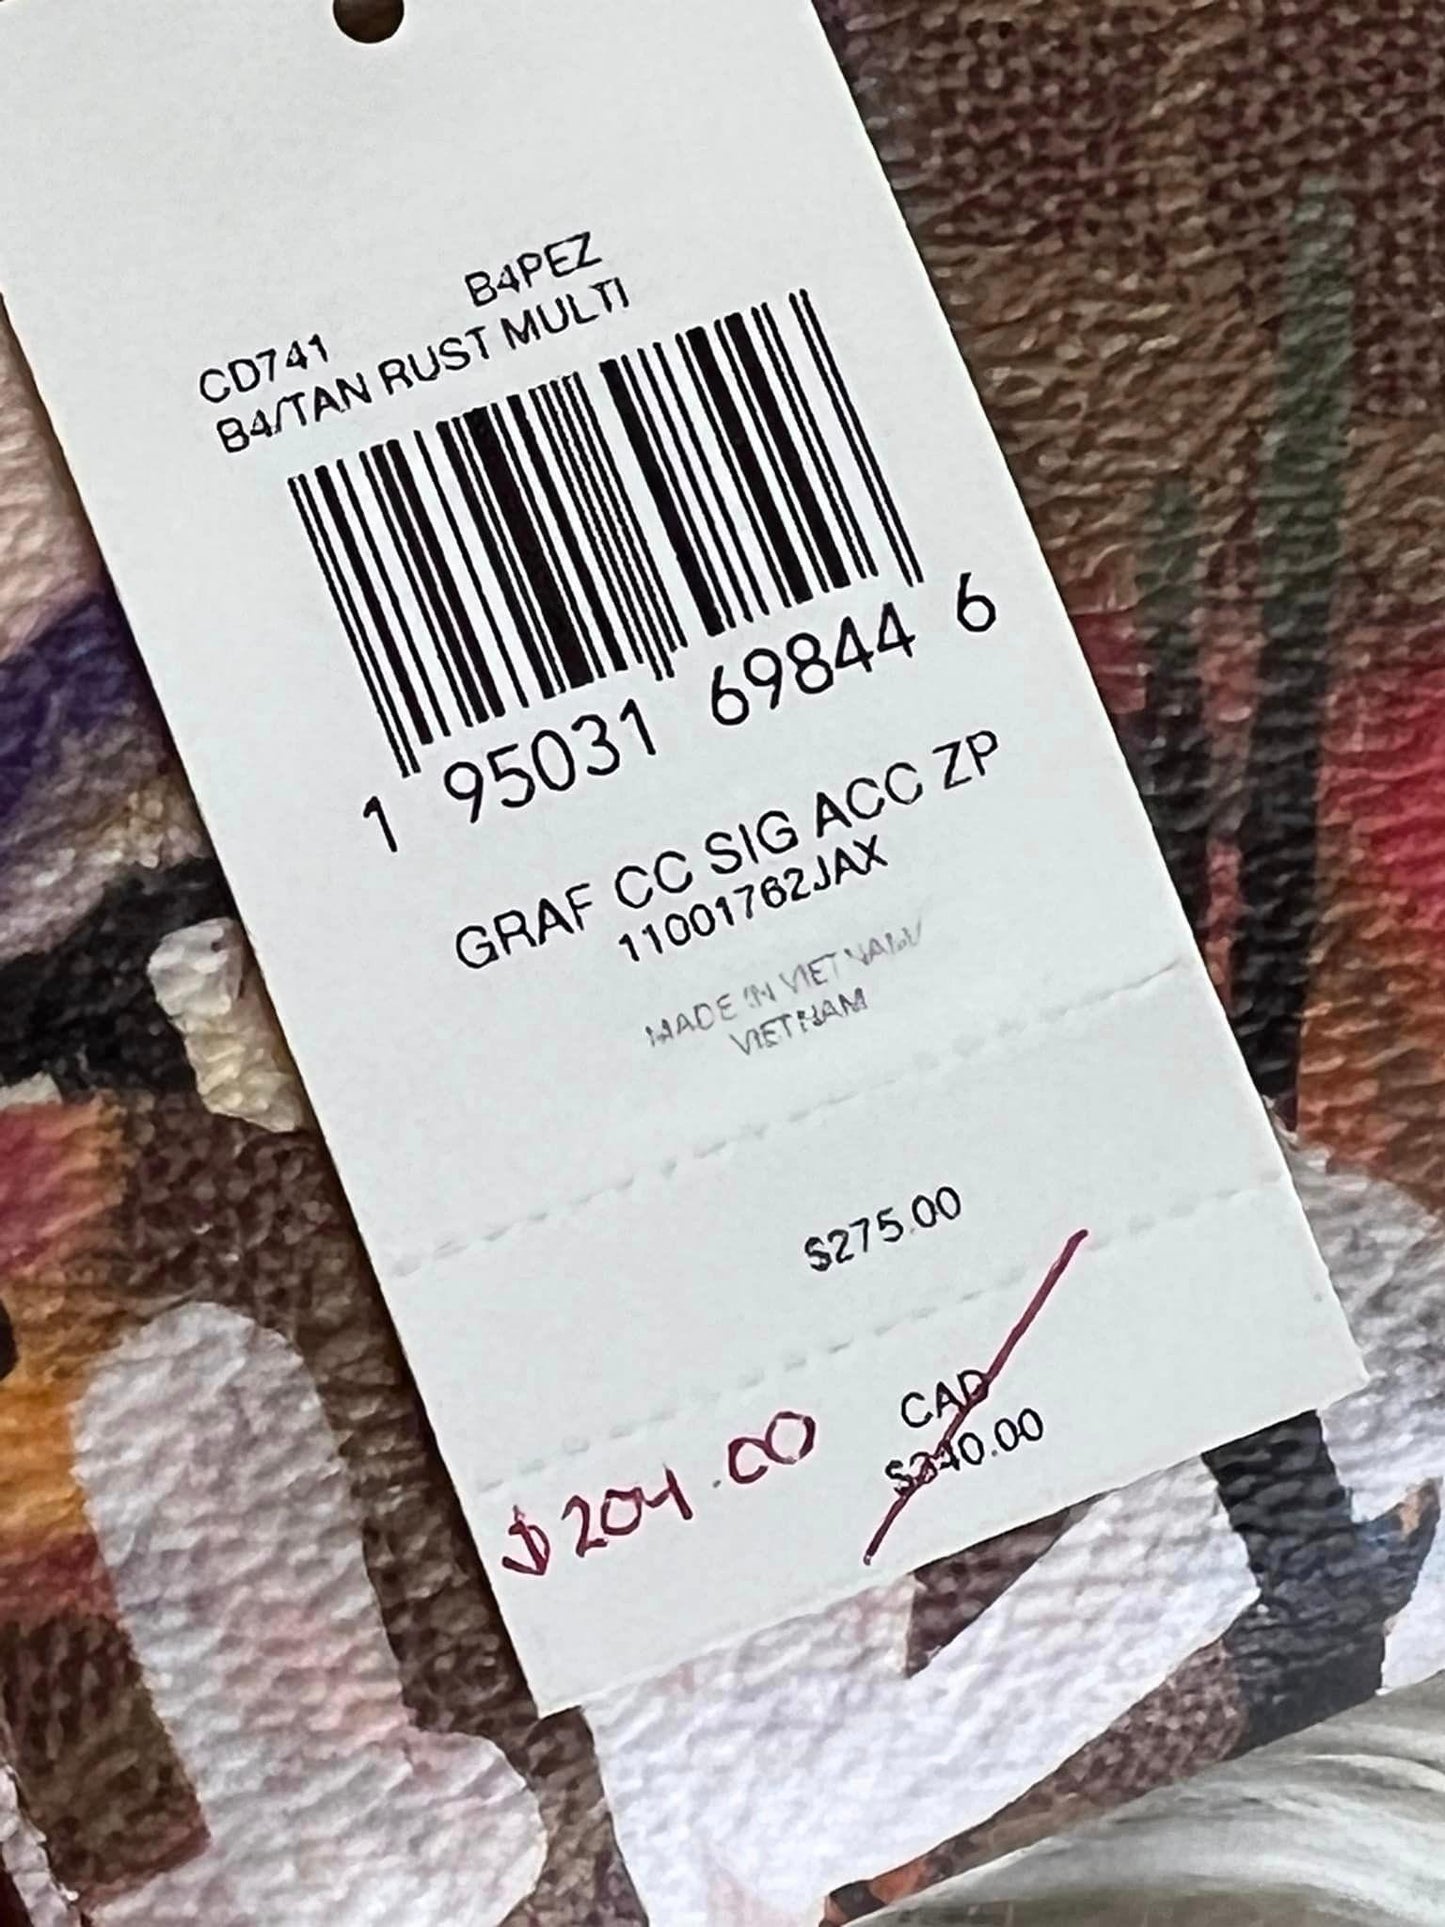 CD741 B4PEZ
B4/TAN RUST MULTI
1 95031 69844 6
GRAF CC SIG ACC ZP
11001762JAX
MADE IN VIETNAM
VIETNAM
$275.00
CAD
$204.00 $340.00